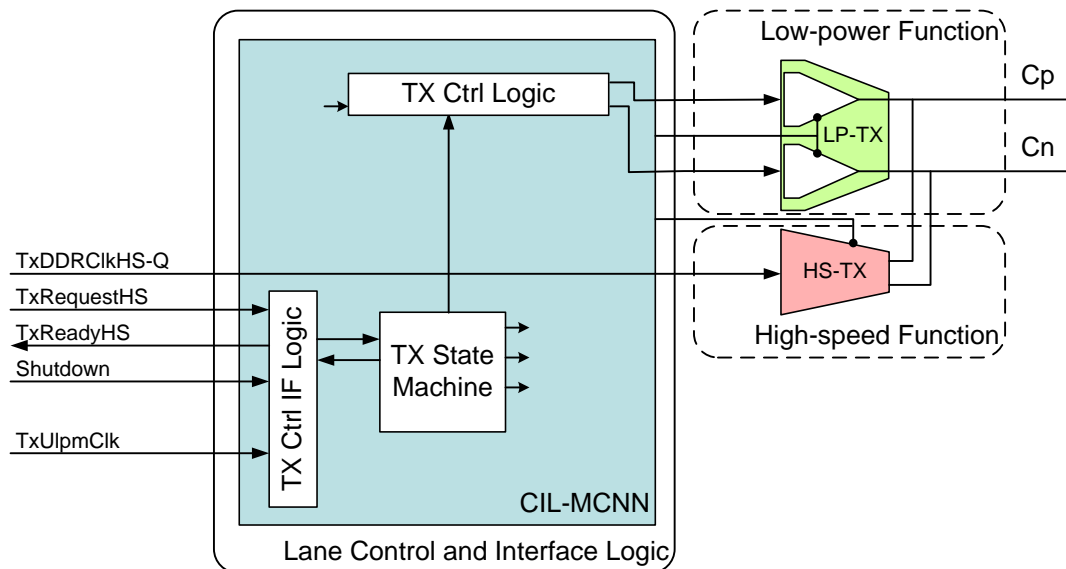 Low-power Function
TX Ctrl Logic
Cp
LP-TX
Cn
TxDDRClkHS-Q
HS-TX
TxRequestHS
TxReadyHS
High-speed Function
Shutdown
TX Ctrl IF Logic
TX State
Machine
TxUlpmClk
CIL-MCNN
Lane Control and Interface Logic